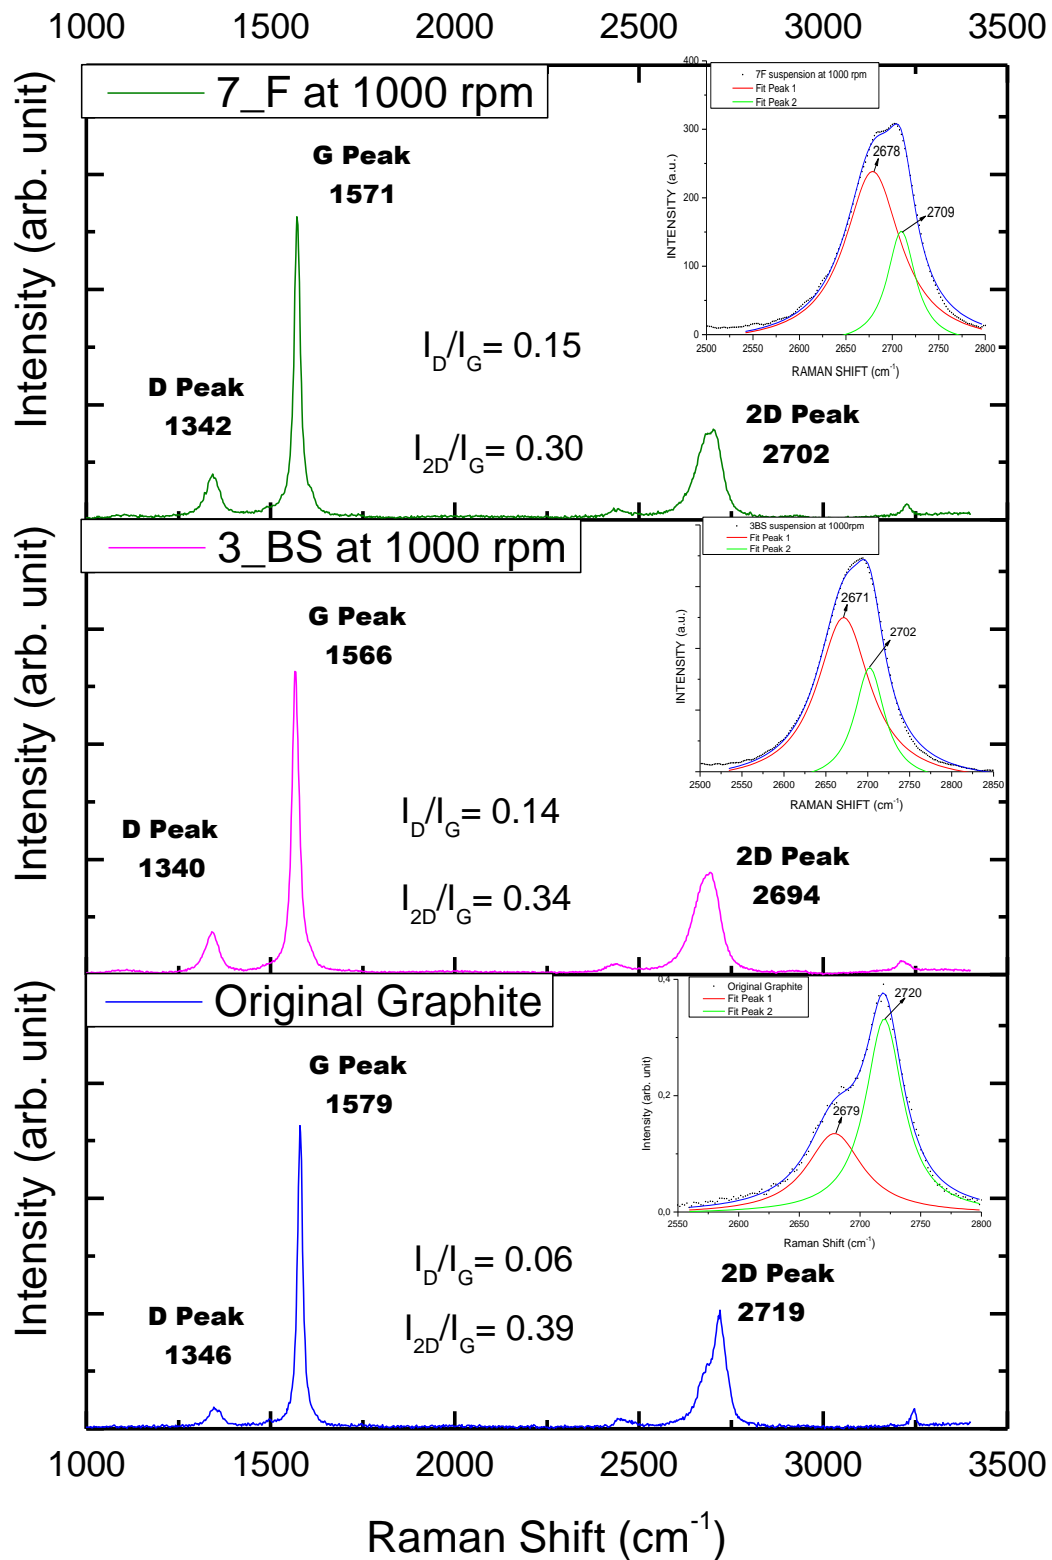 1000 1500 2000 2500 3000 3500
7_F at 1000 rpm
Intensity (arb. unit)
G Peak
1571
D Peak
1342
I_D/I_G= 0.15
I_2D/I_G= 0.30
2D Peak
2702
7F suspension at 1000 rpm
Fit Peak 1
Fit Peak 2
400
300
200
100
0
INTENSITY (a.u.)
2678
2709
2500 2550 2600 2650 2700 2750 2800
RAMAN SHIFT (cm⁻¹)
3_BS at 1000 rpm
Intensity (arb. unit)
G Peak
1566
D Peak
1340
I_D/I_G= 0.14
I_2D/I_G= 0.34
2D Peak
2694
3BS suspension at 1000rpm
Fit Peak 1
Fit Peak 2
INTENSITY (a.u.)
2671
2702
2500 2550 2600 2650 2700 2750 2800 2850
RAMAN SHIFT (cm⁻¹)
Original Graphite
Intensity (arb. unit)
G Peak
1579
D Peak
1346
I_D/I_G= 0.06
I_2D/I_G= 0.39
2D Peak
2719
Original Graphite
Fit Peak 1
Fit Peak 2
0,4
0,2
0,0
Intensity (arb. unit)
2720
2679
2550 2600 2650 2700 2750 2800
Raman Shift (cm⁻¹)
1000 1500 2000 2500 3000 3500
Raman Shift (cm⁻¹)